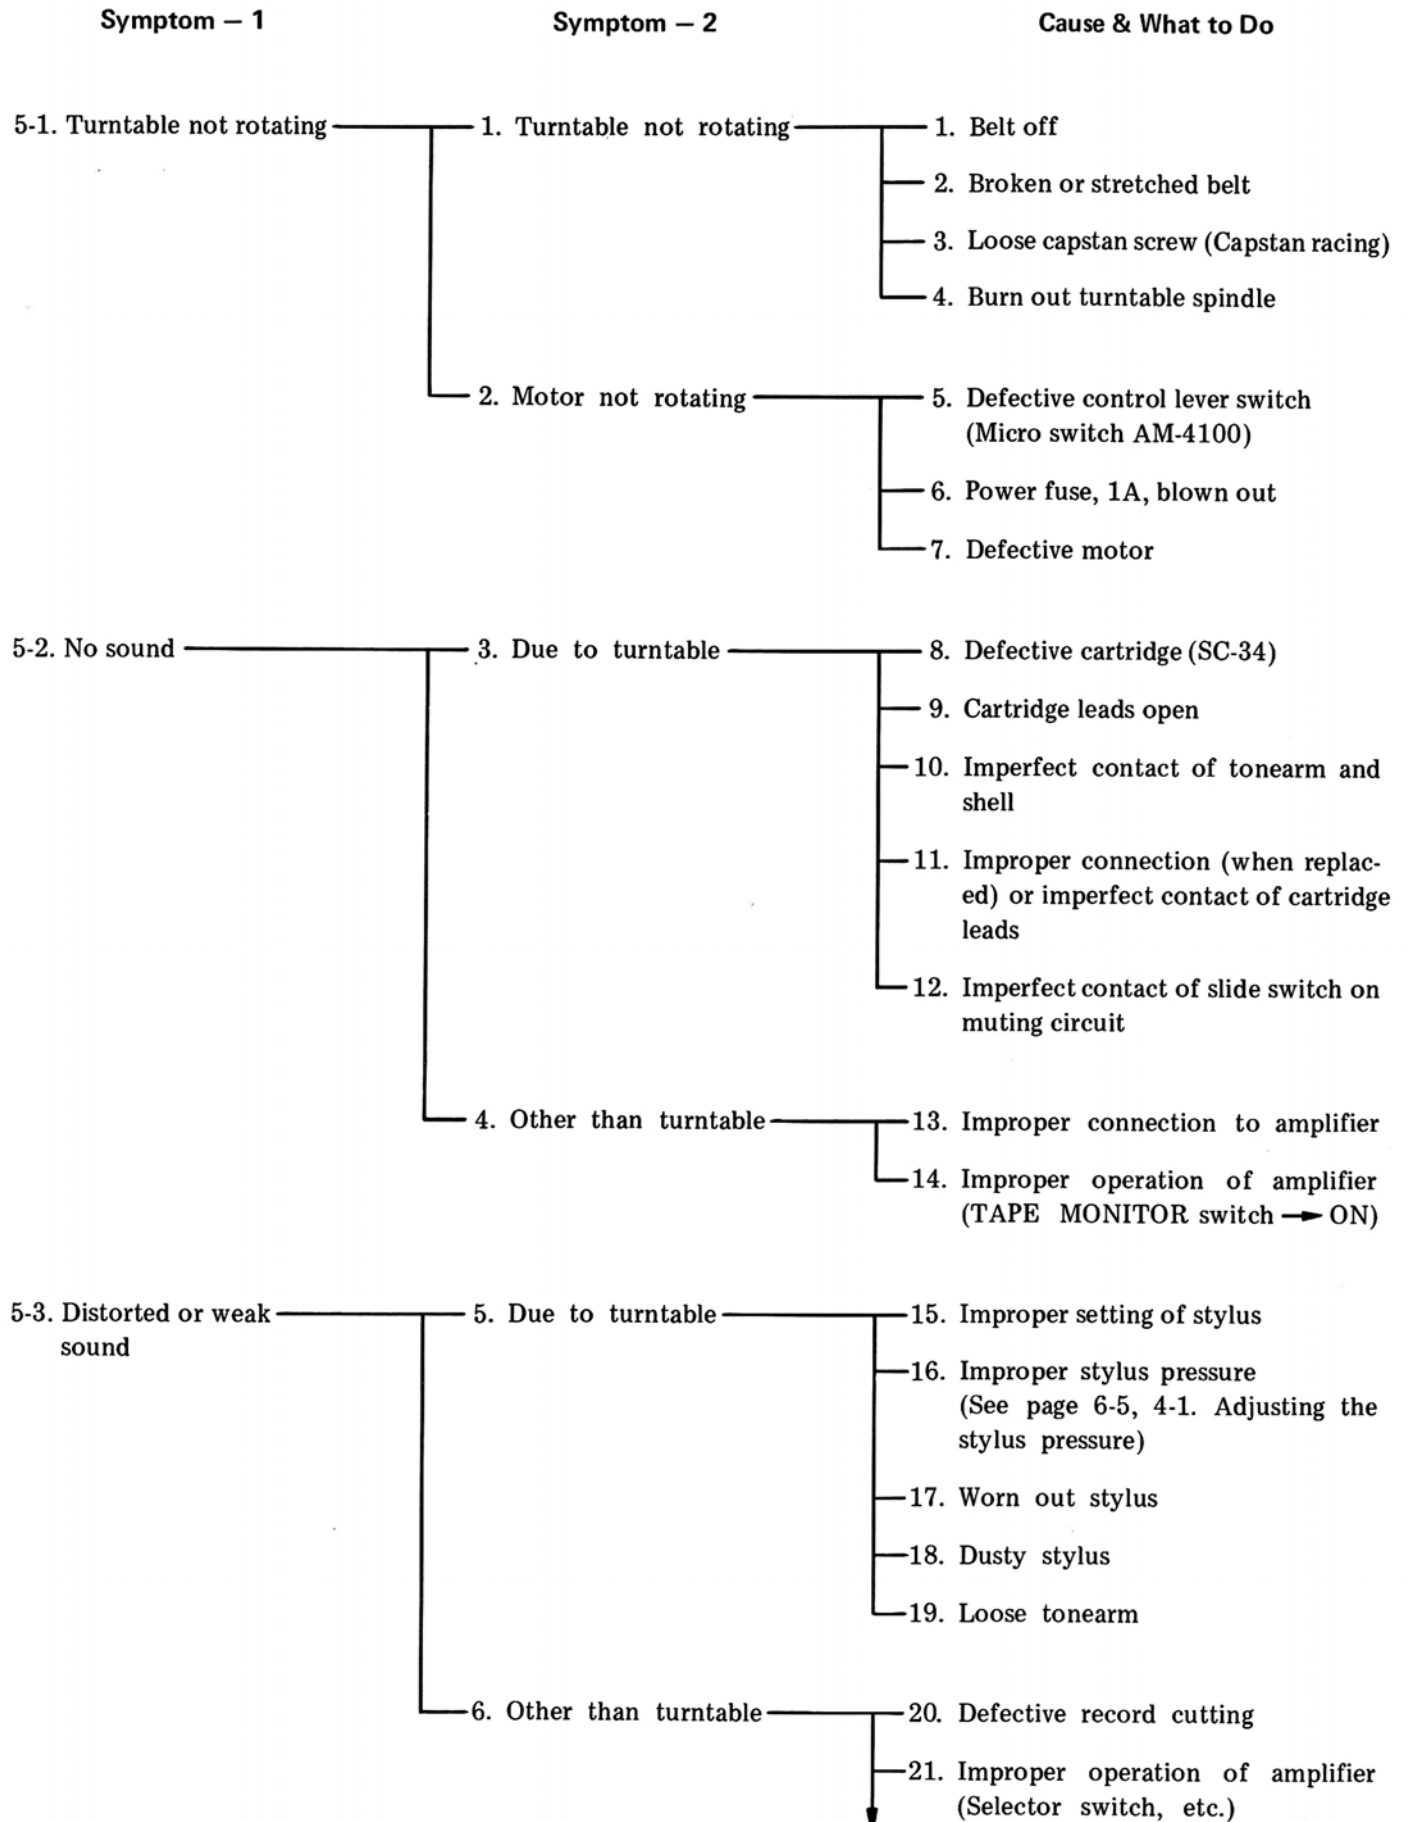 Symptom — 1
Symptom — 2
Cause & What to Do
5-1. Turntable not rotating
1. Turntable not rotating
1. Belt off
2. Broken or stretched belt
3. Loose capstan screw (Capstan racing)
4. Burn out turntable spindle
2. Motor not rotating
5. Defective control lever switch
(Micro switch AM-4100)
6. Power fuse, 1A, blown out
7. Defective motor
5-2. No sound
3. Due to turntable
8. Defective cartridge (SC-34)
9. Cartridge leads open
10. Imperfect contact of tonearm and
shell
11. Improper connection (when replac-
ed) or imperfect contact of cartridge
leads
12. Imperfect contact of slide switch on
muting circuit
4. Other than turntable
13. Improper connection to amplifier
14. Improper operation of amplifier
(TAPE MONITOR switch → ON)
5-3. Distorted or weak
sound
5. Due to turntable
15. Improper setting of stylus
16. Improper stylus pressure
(See page 6-5, 4-1. Adjusting the
stylus pressure)
17. Worn out stylus
18. Dusty stylus
19. Loose tonearm
6. Other than turntable
20. Defective record cutting
21. Improper operation of amplifier
(Selector switch, etc.)